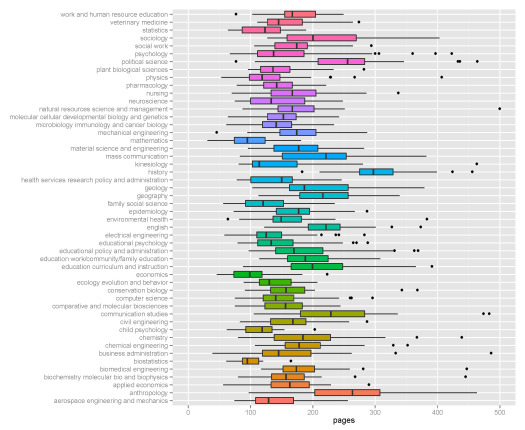 work and human resource education
veterinary medicine
statistics
sociology
social work
psychology
political science
plant biological sciences
physics
pharmacology
nursing
neuroscience
natural resources science and management
molecular cellular developmental biology and genetics
microbiology immunology and cancer biology
mechanical engineering
mathematics
material science and engineering
mass communication
kinesiology
history
health services research policy and administration
geology
geography
family social science
epidemiology
environmental health
english
electrical engineering
educational psychology
educational policy and administration
education work/community/family education
education curriculum and instruction
economics
ecology evolution and behavior
conservation biology
computer science
comparative and molecular biosciences
communication studies
civil engineering
child psychology
chemistry
chemical engineering
business administration
biostatistics
biomedical engineering
biochemistry molecular bio and biophysics
applied economics
anthropology
aerospace engineering and mechanics
0 100 200 300 400 500
pages